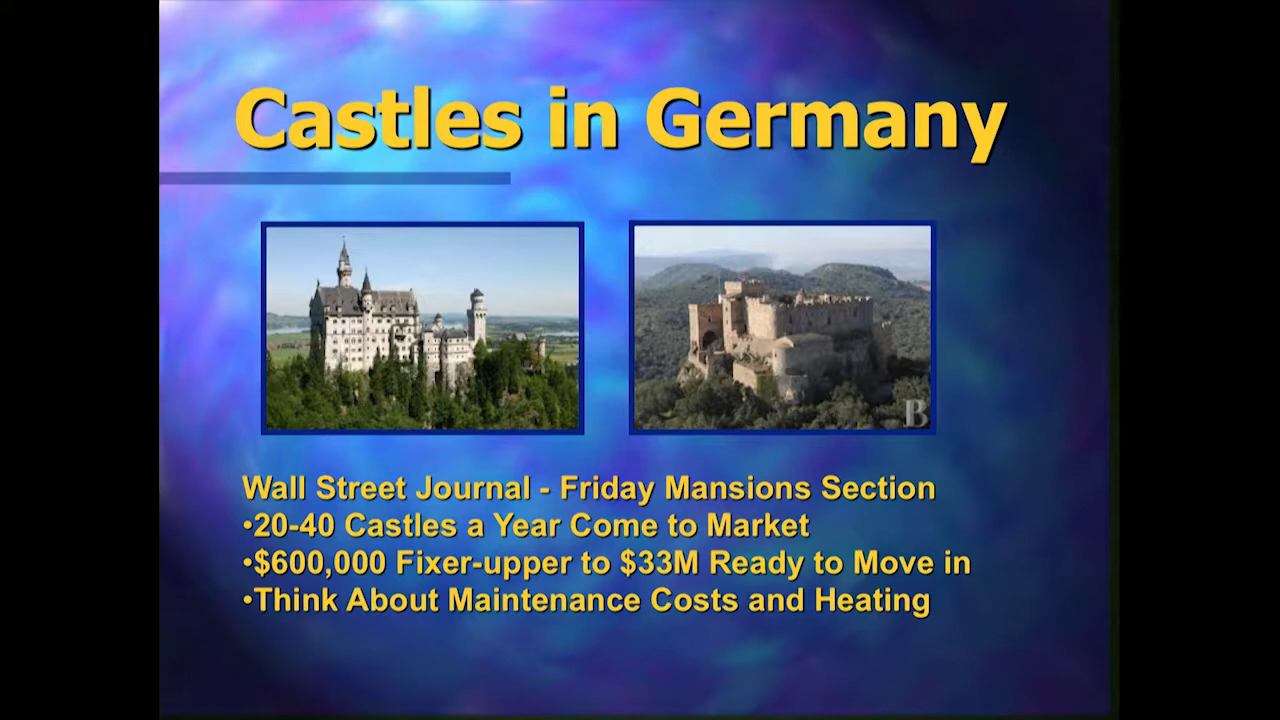 Castles in Germany
B
Wall Street Journal - Friday Mansions Section
•20-40 Castles a Year Come to Market
•$600,000 Fixer-upper to $33M Ready to Move in
•Think About Maintenance Costs and Heating